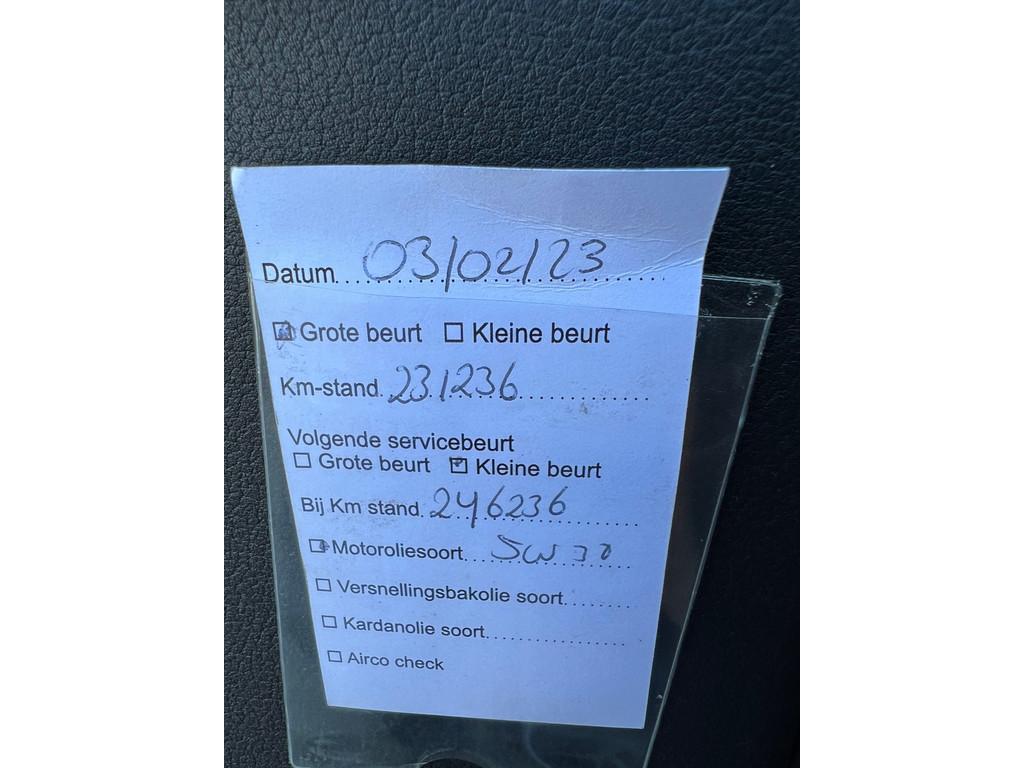 Datum. 03/02/23
☑ Grote beurt ☐ Kleine beurt
Km-stand. 231236
Volgende servicebeurt
☐ Grote beurt ☑ Kleine beurt
Bij Km stand. 246236
☑ Motoroliesoort. 5W30
☐ Versnellingsbakolie soort
☐ Kardanolie soort
☐ Airco check